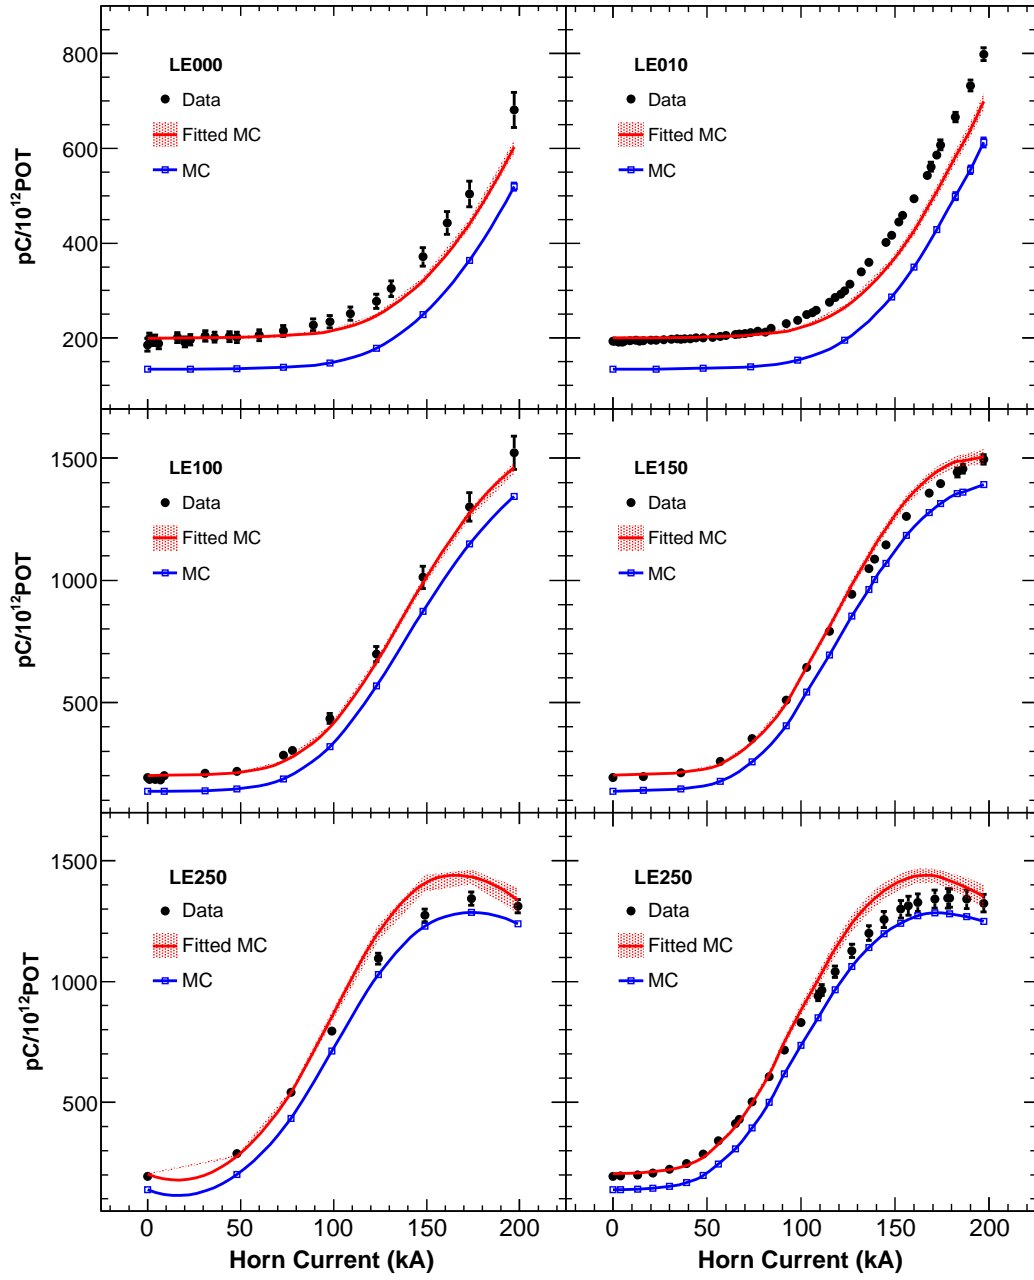 LE000
Data
Fitted MC
MC
800
600
400
200
pC/10¹²POT
LE010
Data
Fitted MC
MC
LE100
Data
Fitted MC
MC
1500
1000
500
pC/10¹²POT
LE150
Data
Fitted MC
MC
LE250
Data
Fitted MC
MC
1500
1000
500
pC/10¹²POT
0 50 100 150 200
Horn Current (kA)
LE250
Data
Fitted MC
MC
0 50 100 150 200
Horn Current (kA)